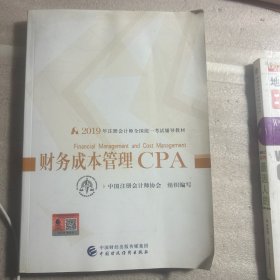 2019年注册会计师全国统一考试辅导教材
Financial Management and Cost Management
财务成本管理 CPA
中国注册会计师协会 组织编写
中国财经出版传媒集团
中国财政经济出版社
地